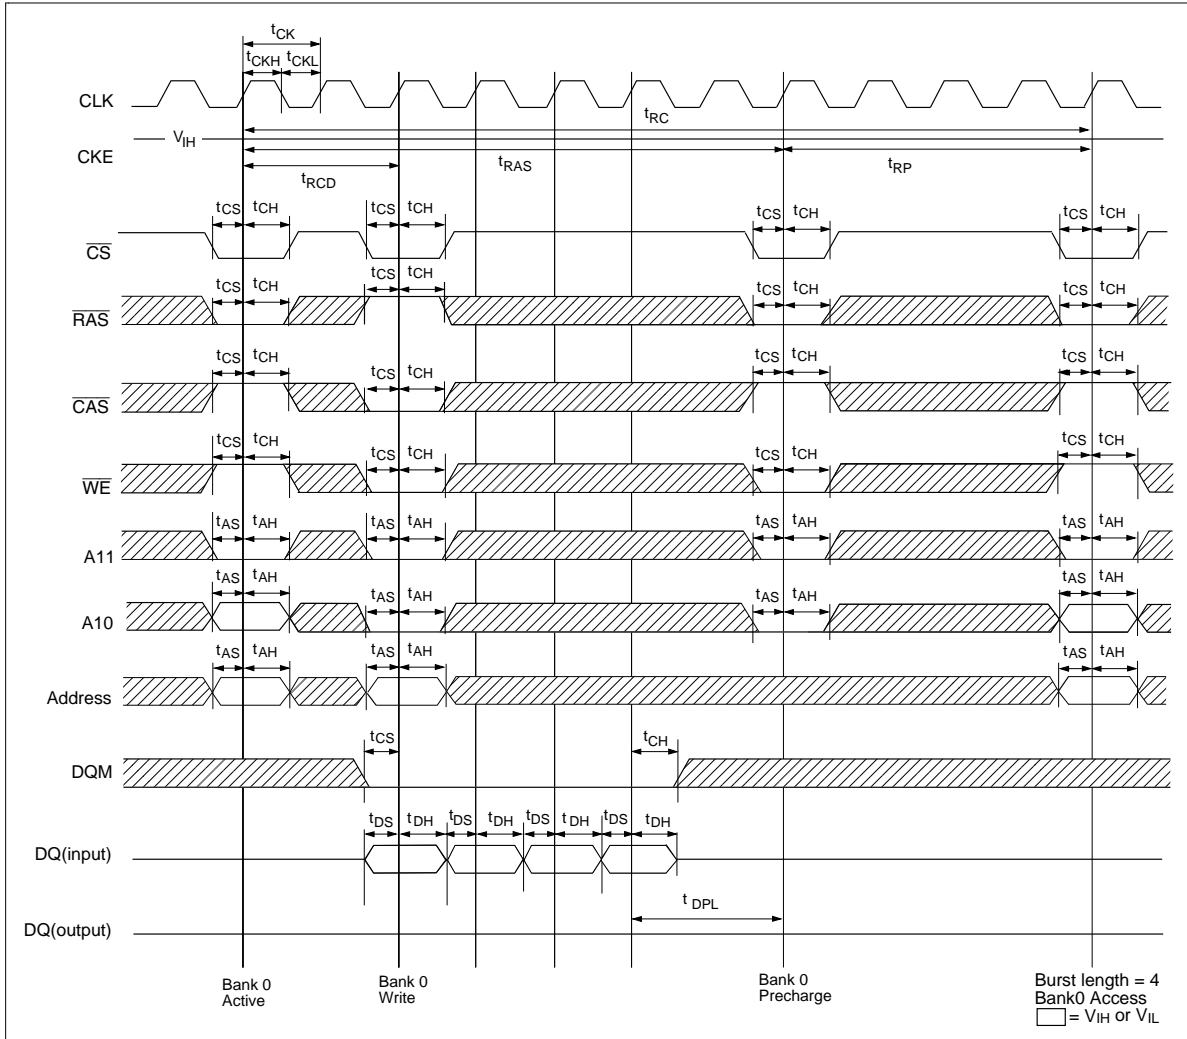 tCK
tCKH tCKL
CLK
tRC
VIH
CKE
tRAS
tRP
tRCD
tCS tCH tCS tCH tCS tCH tCS tCH
CS
tCS tCH tCS tCH tCS tCH tCS tCH
RAS
tCS tCH tCS tCH tCS tCH tCS tCH
CAS
tCS tCH tCS tCH tCS tCH tCS tCH
WE
tAS tAH tAS tAH tAS tAH tAS tAH
A11
tAS tAH tAS tAH tAS tAH tAS tAH
A10
tAS tAH tAS tAH tAS tAH
Address
tCS tCH
DQM
tDS tDH tDS tDH tDS tDH tDS tDH
DQ(input)
tDPL
DQ(output)
Bank 0
Active
Bank 0
Write
Bank 0
Precharge
Burst length = 4
Bank0 Access
= VIH or VIL